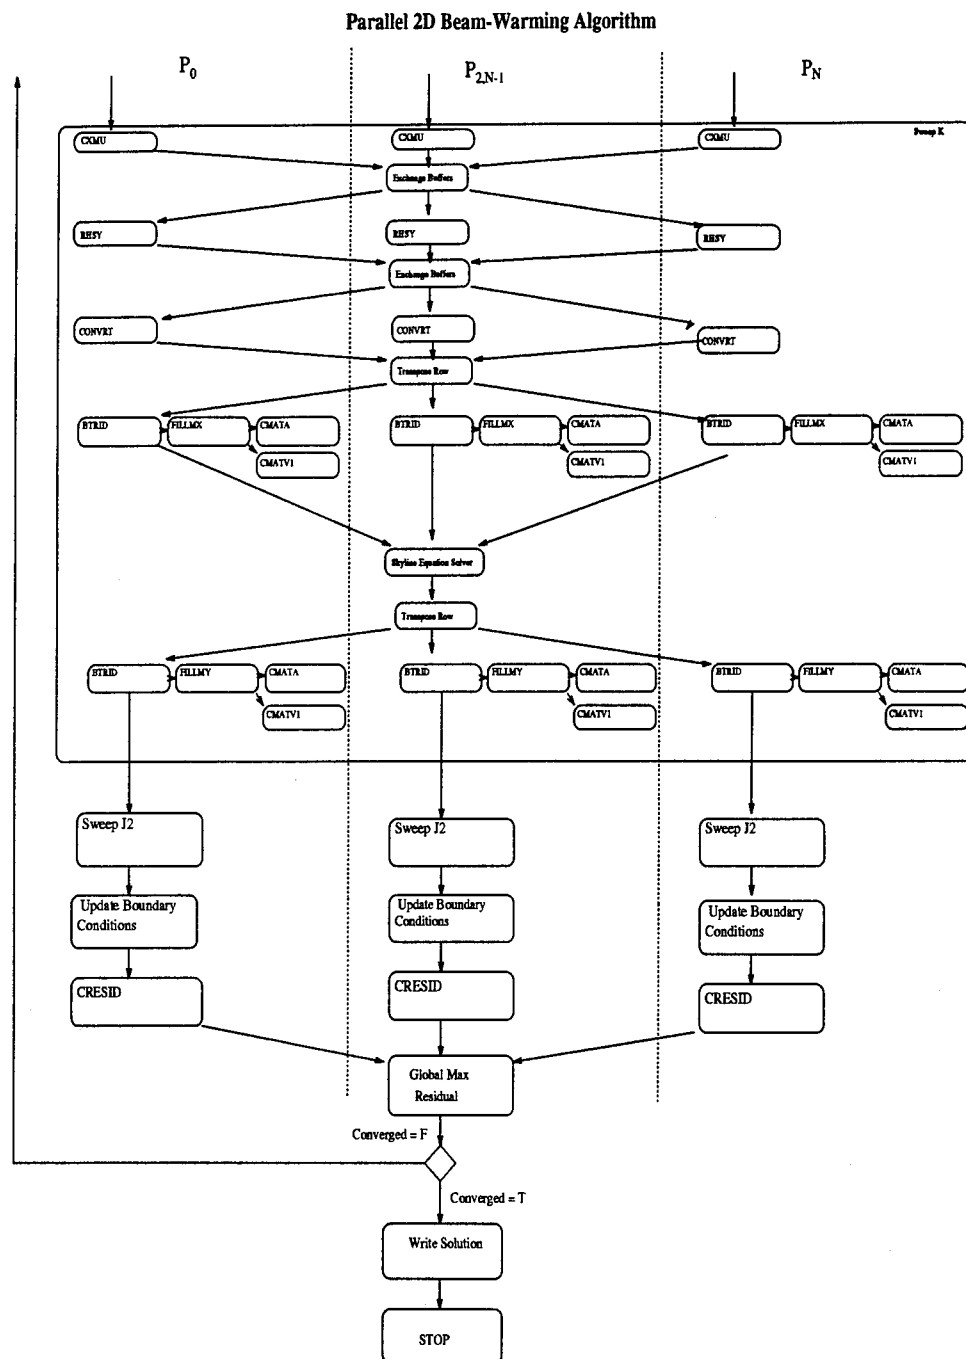 Parallel 2D Beam-Warming Algorithm
P0
P2,N-1
PN
Sweep K
CXMU
CXMU
CXMU
Exchange Buffers
RESY
RESY
RESY
Exchange Buffers
CONVRT
CONVRT
CONVRT
Transpose Row
BTRID
FILLMX
CMATA
BTRID
FILLMX
CMATA
BTRID
FILLMX
CMATA
CMATV1
CMATV1
CMATV1
Skyline Equation Solver
Transpose Row
BTRID
FILLMY
CMATA
BTRID
FILLMY
CMATA
BTRID
FILLMY
CMATA
CMATV1
CMATV1
CMATV1
Sweep J2
Sweep J2
Sweep J2
Update Boundary
Conditions
Update Boundary
Conditions
Update Boundary
Conditions
CRESID
CRESID
CRESID
Global Max
Residual
Converged = F
Converged = T
Write Solution
STOP